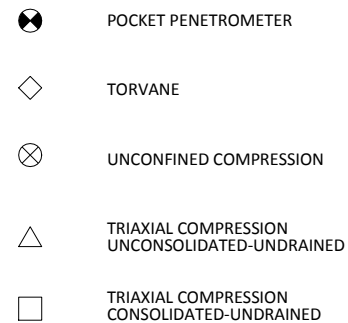 POCKET PENETROMETER
TORVANE
UNCONFINED COMPRESSION
TRIAXIAL COMPRESSION
UNCONSOLIDATED-UNDRAINED
TRIAXIAL COMPRESSION
CONSOLIDATED-UNDRAINED